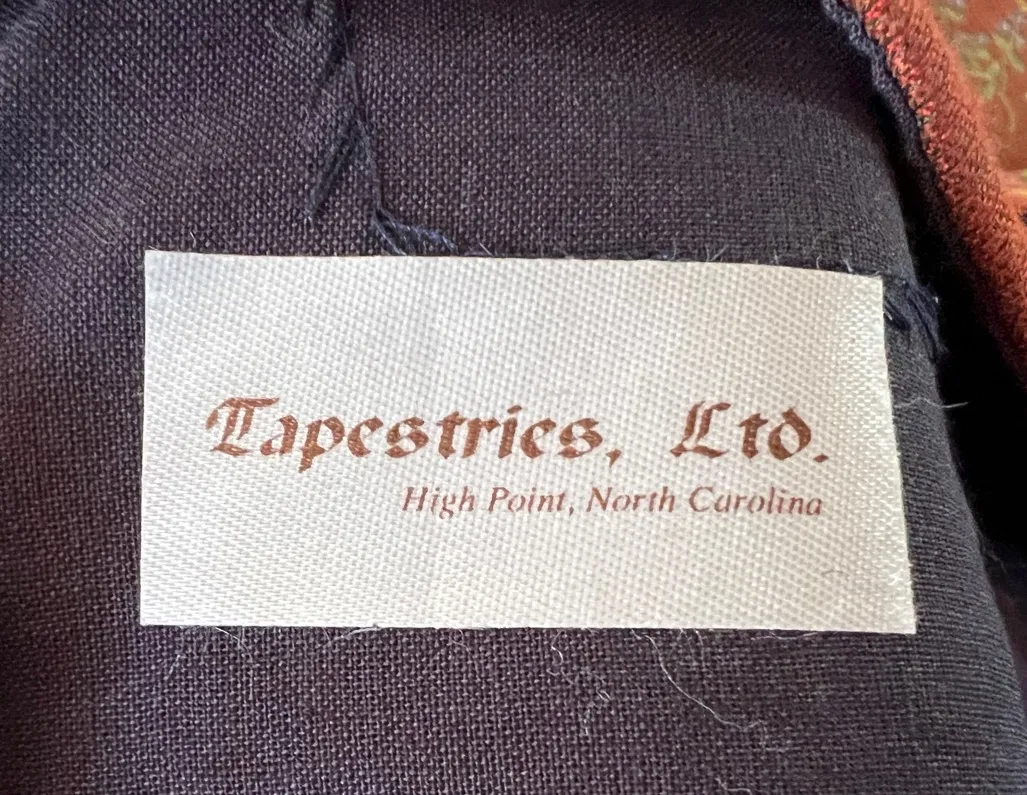 Tapestries, Ltd.
High Point, North Carolina